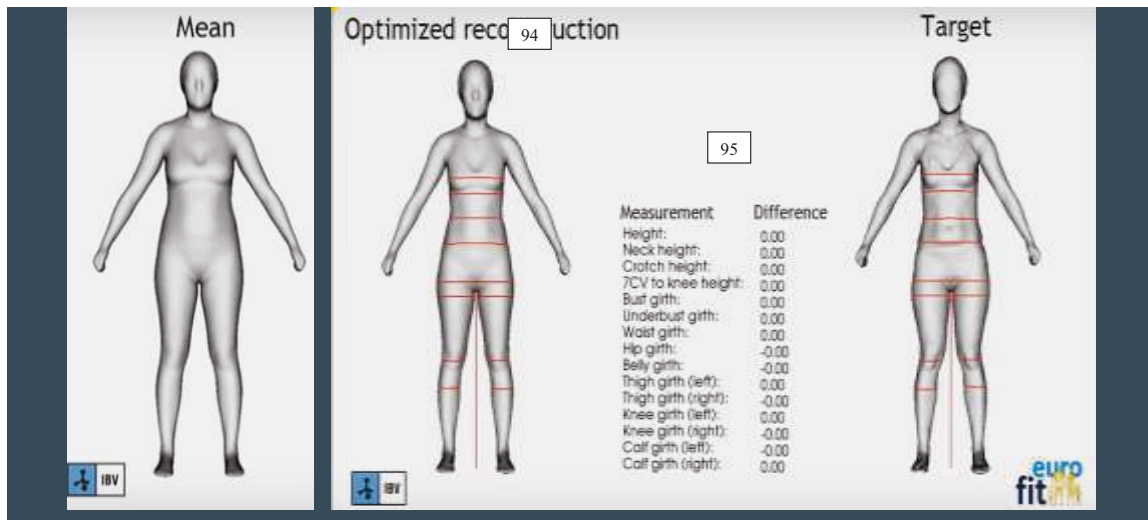 Mean
Optimized reco uction
94
Target
95
Measurement Difference
Height: 0.00
Neck height: 0.00
Crotch height: 0.00
7CV to knee height: 0.00
Bust girth: 0.00
Underbust girth: 0.00
Waist girth: 0.00
Hip girth: -0.00
Belly girth: -0.00
Thigh girth (left): 0.00
Thigh girth (right): -0.00
Knee girth (left): 0.00
Knee girth (right): -0.00
Calf girth (left): -0.00
Calf girth (right): 0.00
IBV
IBV
euro
fit